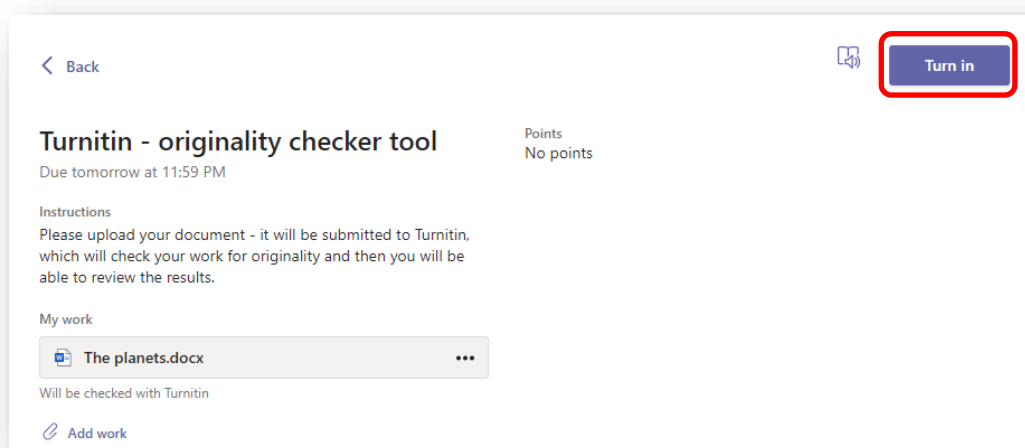 Back
Turn in
Turnitin - originality checker tool
Due tomorrow at 11:59 PM
Points
No points
Instructions
Please upload your document - it will be submitted to Turnitin,
which will check your work for originality and then you will be
able to review the results.
My work
The planets.docx
Will be checked with Turnitin
Add work